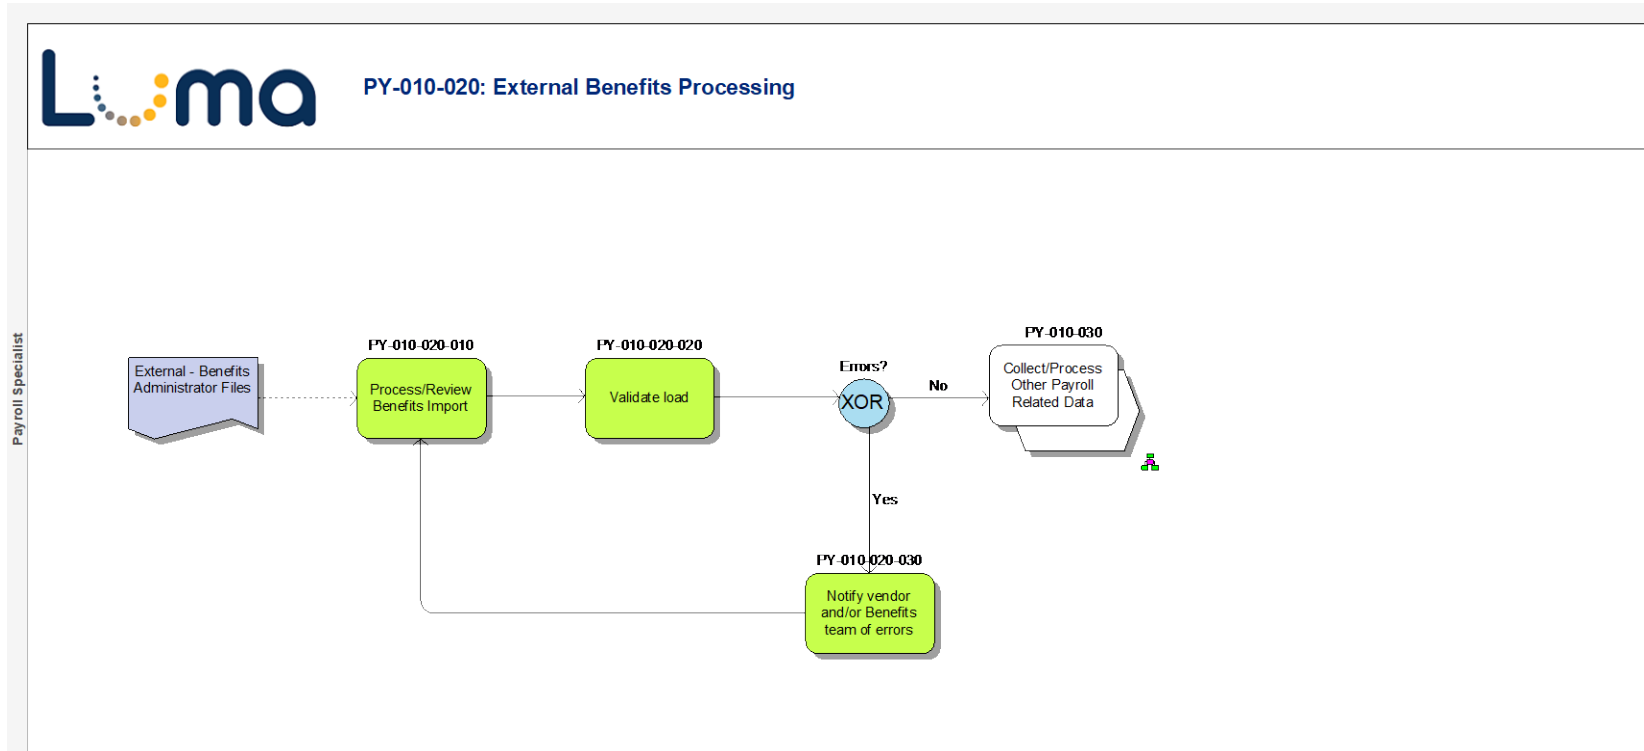 Luma
PY-010-020: External Benefits Processing
Payroll Specialist
External - Benefits
Administrator Files
PY-010-020-010
Process/Review
Benefits Import
PY-010-020-020
Validate load
Errors?
XOR
No
PY-010-030
Collect/Process
Other Payroll
Related Data
Yes
PY-010-020-030
Notify vendor
and/or Benefits
team of errors